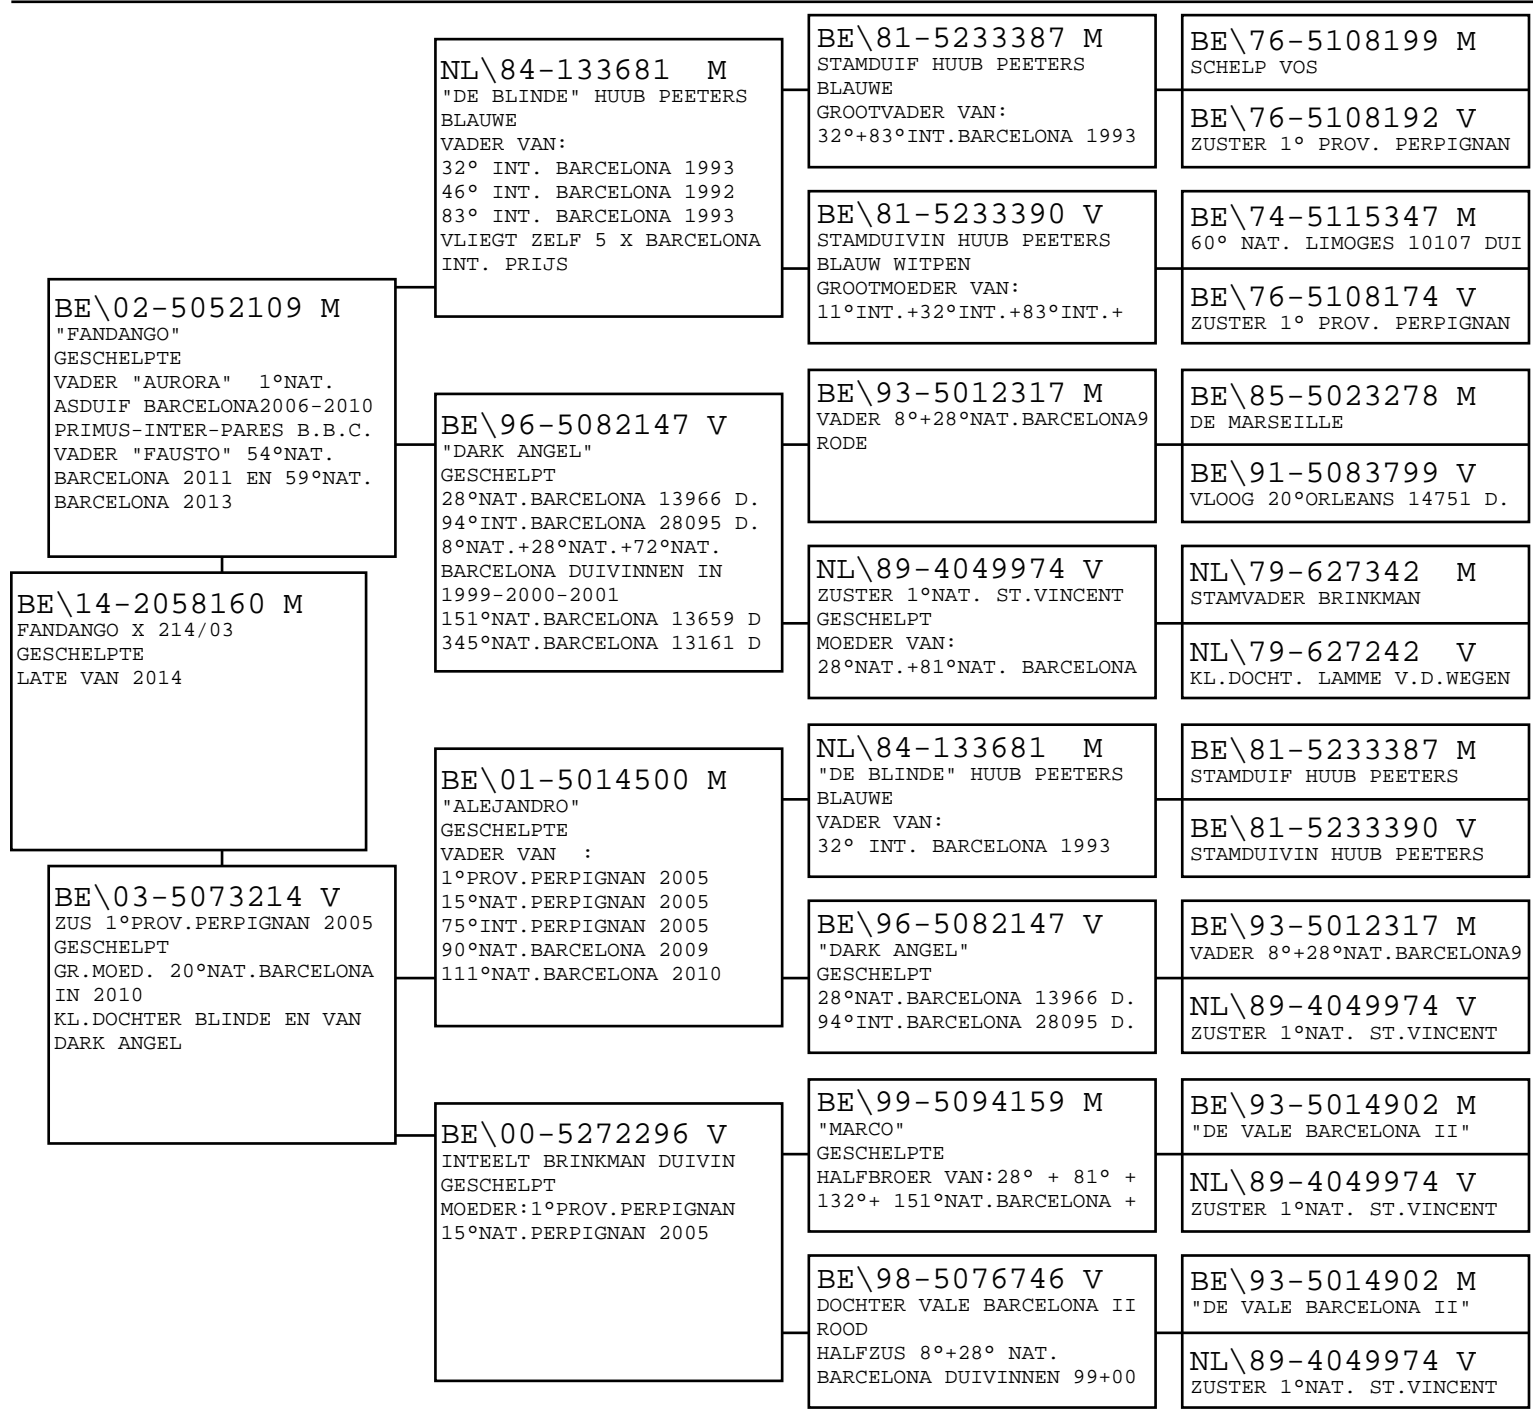 BE\14-2058160 M
FANDANGO X 214/03
GESCHELPTE
LATE VAN 2014
BE\02-5052109 M
"FANDANGO"
GESCHELPTE
VADER "AURORA"  1°NAT.
ASDUIF BARCELONA2006-2010
PRIMUS-INTER-PARES B.B.C.
VADER "FAUSTO" 54°NAT.
BARCELONA 2011 EN 59°NAT.
BARCELONA 2013
BE\03-5073214 V
ZUS 1°PROV.PERPIGNAN 2005
GESCHELPT
GR.MOED. 20°NAT.BARCELONA
IN 2010
KL.DOCHTER BLINDE EN VAN
DARK ANGEL
NL\84-133681  M
"DE BLINDE" HUUB PEETERS
BLAUWE
VADER VAN:
32° INT. BARCELONA 1993
46° INT. BARCELONA 1992
83° INT. BARCELONA 1993
VLIEGT ZELF 5 X BARCELONA
INT. PRIJS
BE\96-5082147 V
"DARK ANGEL"
GESCHELPT
28°NAT.BARCELONA 13966 D.
94°INT.BARCELONA 28095 D.
8°NAT.+28°NAT.+72°NAT.
BARCELONA DUIVINNEN IN
1999-2000-2001
151°NAT.BARCELONA 13659 D
345°NAT.BARCELONA 13161 D
BE\01-5014500 M
"ALEJANDRO"
GESCHELPTE
VADER VAN  :
1°PROV.PERPIGNAN 2005
15°NAT.PERPIGNAN 2005
75°INT.PERPIGNAN 2005
90°NAT.BARCELONA 2009
111°NAT.BARCELONA 2010
BE\00-5272296 V
INTEELT BRINKMAN DUIVIN
GESCHELPT
MOEDER:1°PROV.PERPIGNAN
15°NAT.PERPIGNAN 2005
BE\81-5233387 M
STAMDUIF HUUB PEETERS
BLAUWE
GROOTVADER VAN:
32°+83°INT.BARCELONA 1993
BE\81-5233390 V
STAMDUIVIN HUUB PEETERS
BLAUW WITPEN
GROOTMOEDER VAN:
11°INT.+32°INT.+83°INT.+
BE\93-5012317 M
VADER 8°+28°NAT.BARCELONA9
RODE
NL\89-4049974 V
ZUSTER 1°NAT. ST.VINCENT
GESCHELPT
MOEDER VAN:
28°NAT.+81°NAT. BARCELONA
NL\84-133681  M
"DE BLINDE" HUUB PEETERS
BLAUWE
VADER VAN:
32° INT. BARCELONA 1993
BE\96-5082147 V
"DARK ANGEL"
GESCHELPT
28°NAT.BARCELONA 13966 D.
94°INT.BARCELONA 28095 D.
BE\99-5094159 M
"MARCO"
GESCHELPTE
HALFBROER VAN:28° + 81° +
132°+ 151°NAT.BARCELONA +
BE\98-5076746 V
DOCHTER VALE BARCELONA II
ROOD
HALFZUS 8°+28° NAT.
BARCELONA DUIVINNEN 99+00
BE\76-5108199 M
SCHELP VOS
BE\76-5108192 V
ZUSTER 1° PROV. PERPIGNAN
BE\74-5115347 M
60° NAT. LIMOGES 10107 DUI
BE\76-5108174 V
ZUSTER 1° PROV. PERPIGNAN
BE\85-5023278 M
DE MARSEILLE
BE\91-5083799 V
VLOOG 20°ORLEANS 14751 D.
NL\79-627342  M
STAMVADER BRINKMAN
NL\79-627242  V
KL.DOCHT. LAMME V.D.WEGEN
BE\81-5233387 M
STAMDUIF HUUB PEETERS
BE\81-5233390 V
STAMDUIVIN HUUB PEETERS
BE\93-5012317 M
VADER 8°+28°NAT.BARCELONA9
NL\89-4049974 V
ZUSTER 1°NAT. ST.VINCENT
BE\93-5014902 M
"DE VALE BARCELONA II"
NL\89-4049974 V
ZUSTER 1°NAT. ST.VINCENT
BE\93-5014902 M
"DE VALE BARCELONA II"
NL\89-4049974 V
ZUSTER 1°NAT. ST.VINCENT